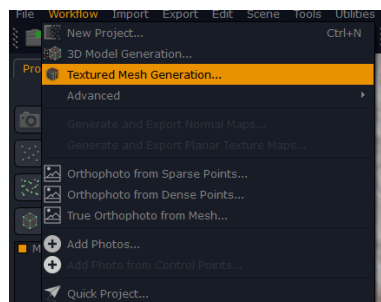 File Workflow Import Export Edit Scene Tools Utilities
New Project... Ctrl+N
3D Model Generation...
Pro
Textured Mesh Generation...
Advanced
Generate and Export Normal Maps...
Generate and Export Planar Texture Maps...
Orthophoto from Sparse Points...
Orthophoto from Dense Points...
True Orthophoto from Mesh...
M
Add Photos...
Add Photo from Control Points...
Quick Project...